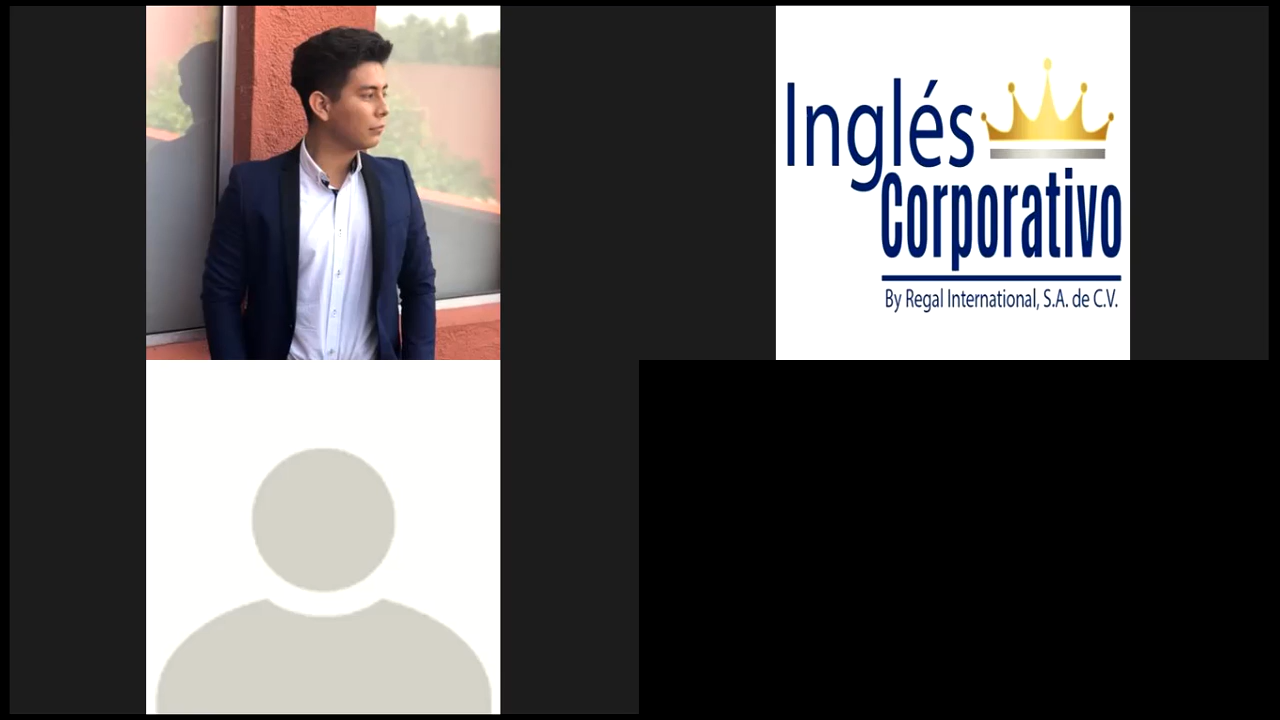 Inglés
Corporativo
By Regal International, S.A. de C.V.